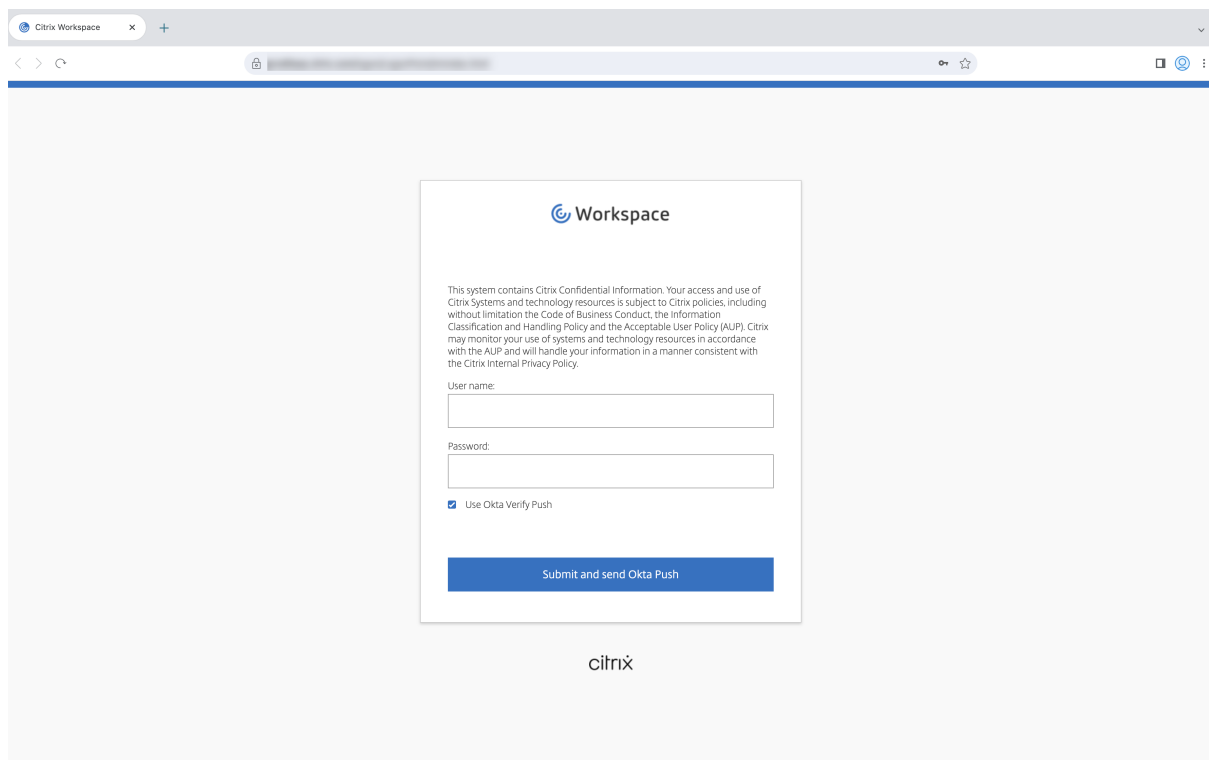 Citrix Workspace
Workspace
This system contains Citrix Confidential Information. Your access and use of
Citrix Systems and technology resources is subject to Citrix policies, including
without limitation the Code of Business Conduct, the Information
Classification and Handling Policy and the Acceptable User Policy (AUP). Citrix
may monitor your use of systems and technology resources in accordance
with the AUP and will handle your information in a manner consistent with
the Citrix Internal Privacy Policy.
User name:
Password:
Use Okta Verify Push
Submit and send Okta Push
citrix